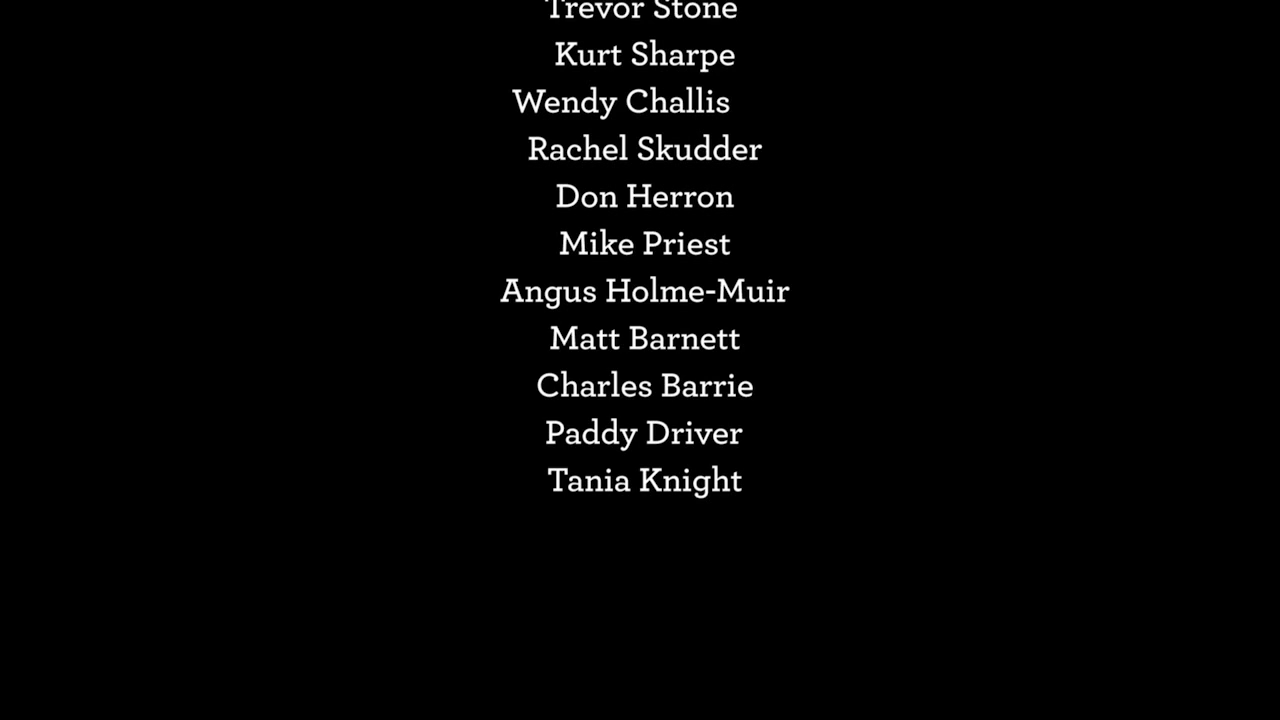 Trevor Stone
Kurt Sharpe
Wendy Challis
Rachel Skudder
Don Herron
Mike Priest
Angus Holme-Muir
Matt Barnett
Charles Barrie
Paddy Driver
Tania Knight